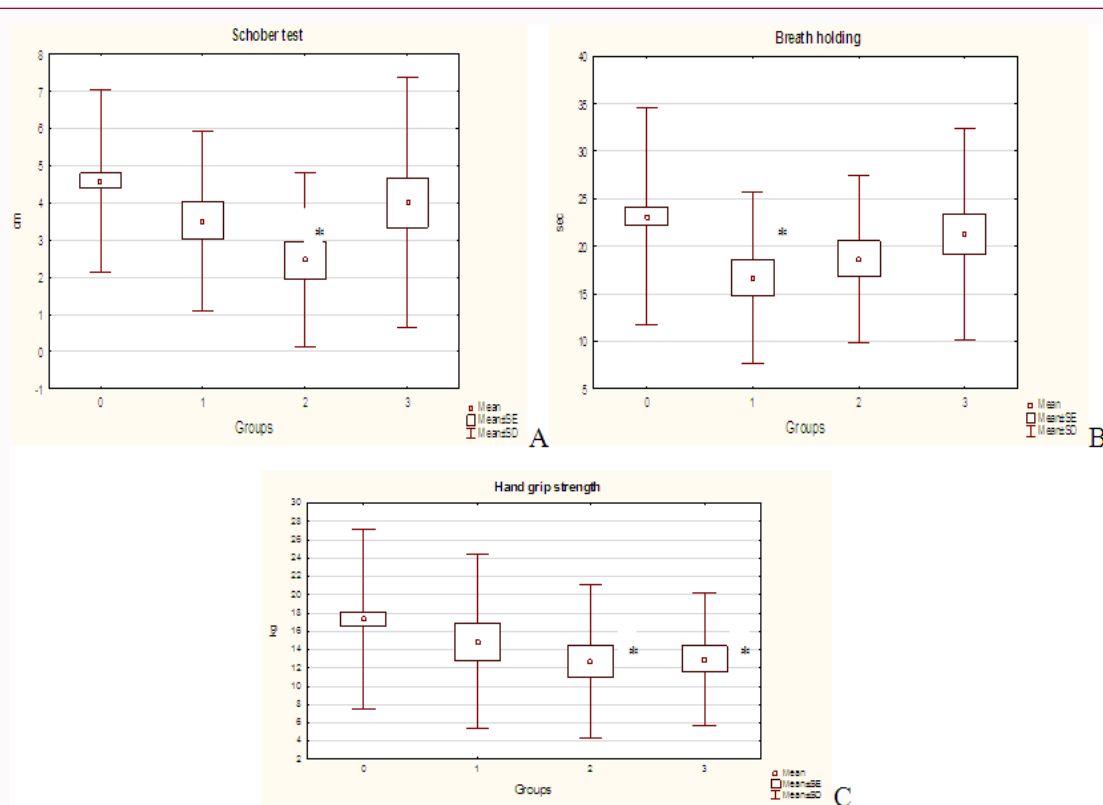 Schober test
8
7
6
5
4
3
2
1
0
-1
cm
0 1 2 3
Groups
Mean
Mean±SE
Mean±SD
A
Breath holding
40
35
30
25
20
15
10
5
sec
0 1 2 3
Groups
Mean
Mean±SE
Mean±SD
B
*
*
Hand grip strength
30
28
26
24
22
20
18
16
14
12
10
8
6
4
2
kg
* *
0 1 2 3
Groups
Mean
Mean±SE
Mean±SD
C